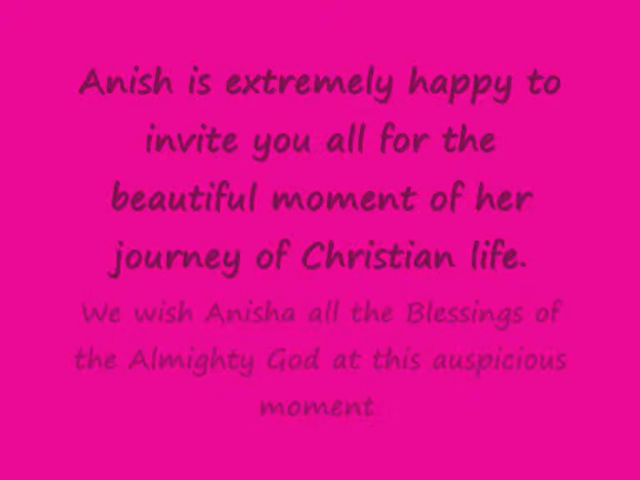 Anish is extremely happy to
invite you all for the
beautiful moment of her
journey of Christian life.
We wish Anisha all the Blessings of
the Almighty God at this auspicious
moment